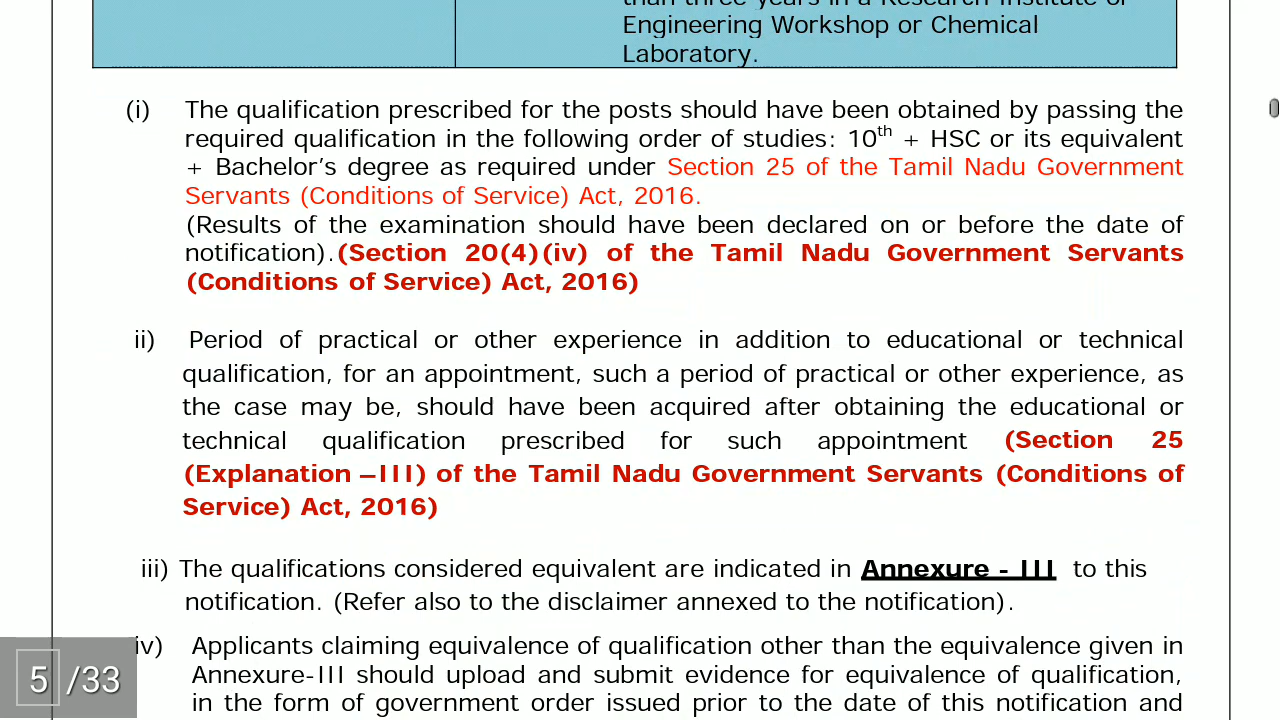 than three years in a Research Institute or
Engineering Workshop or Chemical
Laboratory.
(i) The qualification prescribed for the posts should have been obtained by passing the
required qualification in the following order of studies: 10th + HSC or its equivalent
+ Bachelor's degree as required under Section 25 of the Tamil Nadu Government
Servants (Conditions of Service) Act, 2016.
(Results of the examination should have been declared on or before the date of
notification).(Section 20(4)(iv) of the Tamil Nadu Government Servants
(Conditions of Service) Act, 2016)
ii) Period of practical or other experience in addition to educational or technical
qualification, for an appointment, such a period of practical or other experience, as
the case may be, should have been acquired after obtaining the educational or
technical qualification prescribed for such appointment (Section 25
(Explanation –III) of the Tamil Nadu Government Servants (Conditions of
Service) Act, 2016)
iii) The qualifications considered equivalent are indicated in Annexure - III to this
notification. (Refer also to the disclaimer annexed to the notification).
iv) Applicants claiming equivalence of qualification other than the equivalence given in
Annexure-III should upload and submit evidence for equivalence of qualification,
in the form of government order issued prior to the date of this notification and
5 /33